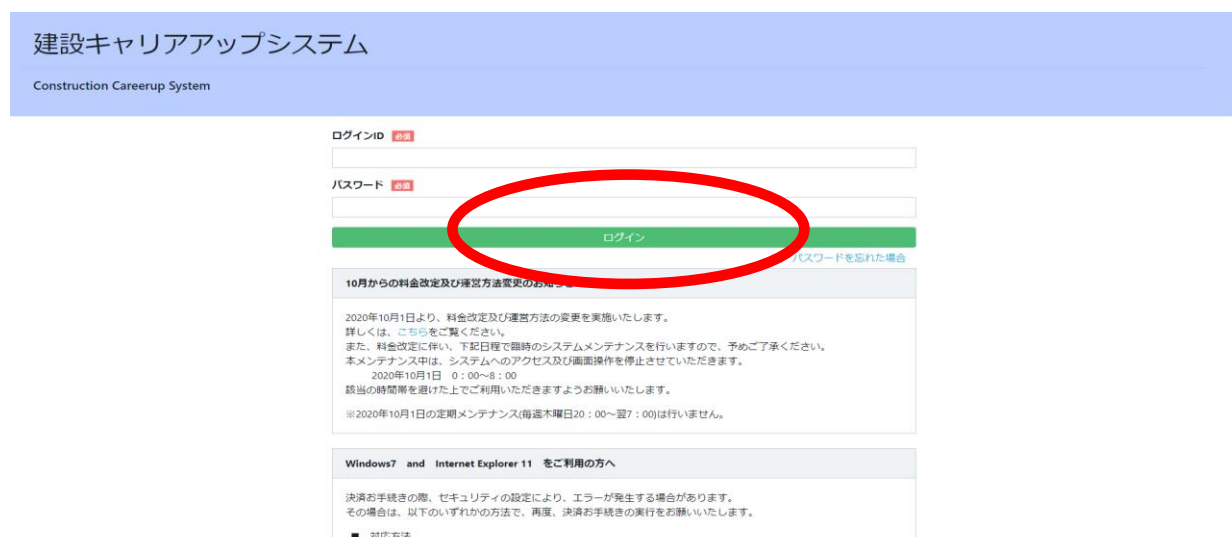 建設キャリアアップシステム
Construction Careerup System
ログインID 必須
パスワード 必須
ログイン
パスワードを忘れた場合
10月からの料金改定及び運営方法変更のお知らせ
2020年10月1日より、料金改定及び運営方法の変更を実施いたします。
詳しくは、こちらをご覧ください。
また、料金改定に伴い、下記日程で臨時のシステムメンテナンスを行いますので、予めご了承ください。
本メンテナンス中は、システムへのアクセス及び画面操作を停止させていただきます。
2020年10月1日 0：00～8：00
該当の時間帯を避けた上でご利用いただきますようお願いいたします。
※2020年10月1日の定期メンテナンス(毎週木曜日20：00～翌7：00)は行いません。
Windows7 and Internet Explorer 11 をご利用の方へ
決済お手続きの際、セキュリティの設定により、エラーが発生する場合があります。
その場合は、以下のいずれかの方法で、再度、決済お手続きの実行をお願いいたします。
■ 対応方法